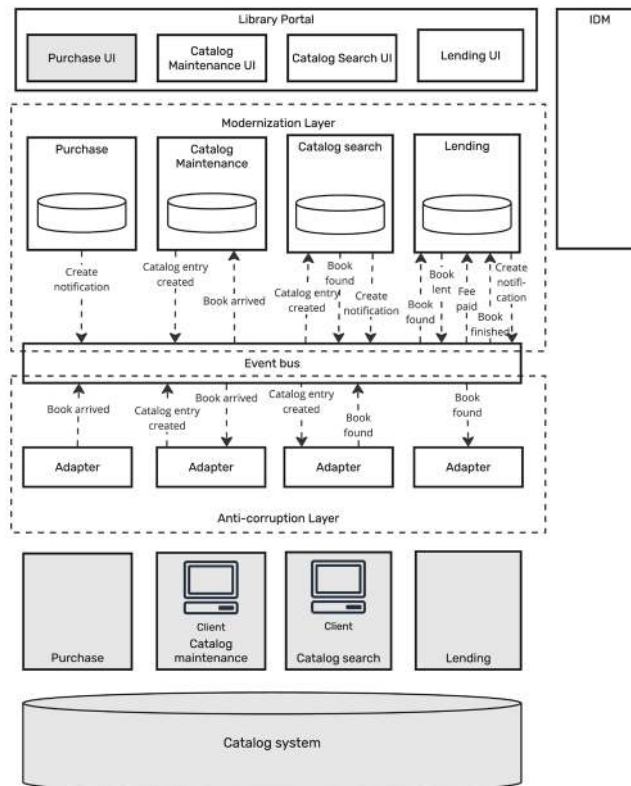 Library Portal
IDM
Purchase UI
Catalog
Maintenance UI
Catalog Search UI
Lending UI
Modernization Layer
Purchase
Catalog
Maintenance
Catalog search
Lending
Create
notification
Catalog entry
created
Book arrived
Catalog entry
created
Book
found
Create
notification
Book
found
Book
lent
Fee
paid
Book
finished
Create
notifi-
cation
Event bus
Book arrived
Catalog entry
created
Book arrived
Catalog entry
created
Book
found
Book
found
Adapter
Adapter
Adapter
Adapter
Anti-corruption Layer
Purchase
Client
Catalog
maintenance
Client
Catalog search
Lending
Catalog system